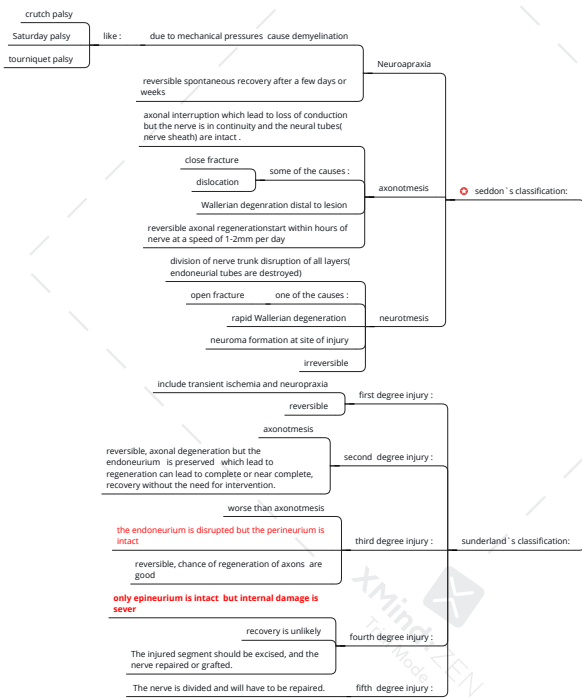 crutch palsy
Saturday palsy
tourniquet palsy
like :
due to mechanical pressures cause demyelination
reversible spontaneous recovery after a few days or
weeks
Neuroapraxia
axonal interruption which lead to loss of conduction
but the nerve is in continuity and the neural tubes(
nerve sheath) are intact .
close fracture
dislocation
some of the causes :
Wallerian degenration distal to lesion
reversible axonal regenerationstart within hours of
nerve at a speed of 1-2mm per day
axonotmesis
seddon`s classification:
division of nerve trunk disruption of all layers(
endoneurial tubes are destroyed)
open fracture
one of the causes :
rapid Wallerian degeneration
neuroma formation at site of injury
irreversible
neurotmesis
include transient ischemia and neuropraxia
reversible
first degree injury :
axonotmesis
reversible, axonal degeneration but the
endoneurium is preserved which lead to
regeneration can lead to complete or near complete,
recovery without the need for intervention.
second degree injury :
worse than axonotmesis
the endoneurium is disrupted but the perineurium is
intact
reversible, chance of regeneration of axons are
good
third degree injury :
sunderland`s classification:
only epineurium is intact but internal damage is
sever
recovery is unlikely
The injured segment should be excised, and the
nerve repaired or grafted.
fourth degree injury :
The nerve is divided and will have to be repaired.
fifth degree injury :
XMind: ZEN
Trial Mode